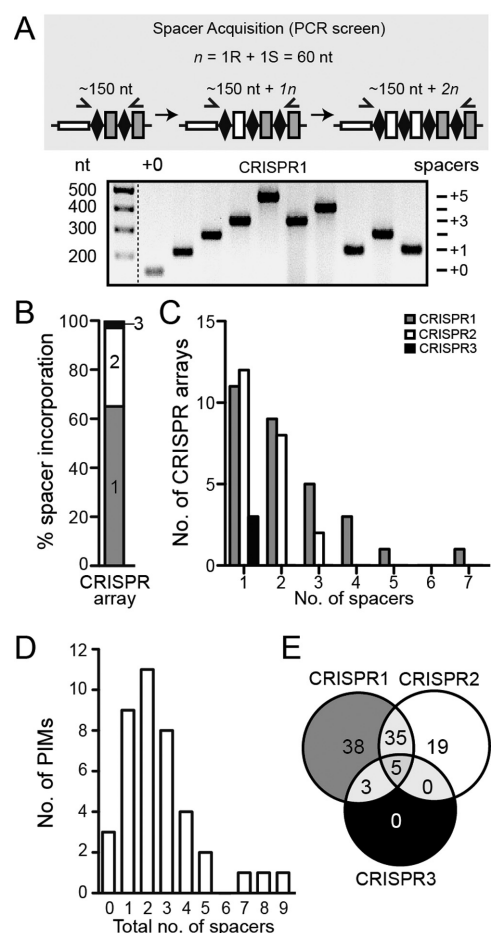 A
Spacer Acquisition (PCR screen)
n = 1R + 1S = 60 nt
~150 nt
~150 nt + 1n
~150 nt + 2n
nt
+0
CRISPR1
spacers
500
400
300
200
+5
+3
+1
+0
B
% spacer incorporation
100
80
60
40
20
0
3
2
1
CRISPR
array
C
No. of CRISPR arrays
15
10
5
0
CRISPR1
CRISPR2
CRISPR3
1 2 3 4 5 6 7
No. of spacers
D
No. of PIMs
12
10
8
6
4
2
0
0 1 2 3 4 5 6 7 8 9
Total no. of spacers
E
CRISPR1
CRISPR2
38
35
19
5
3
0
0
CRISPR3